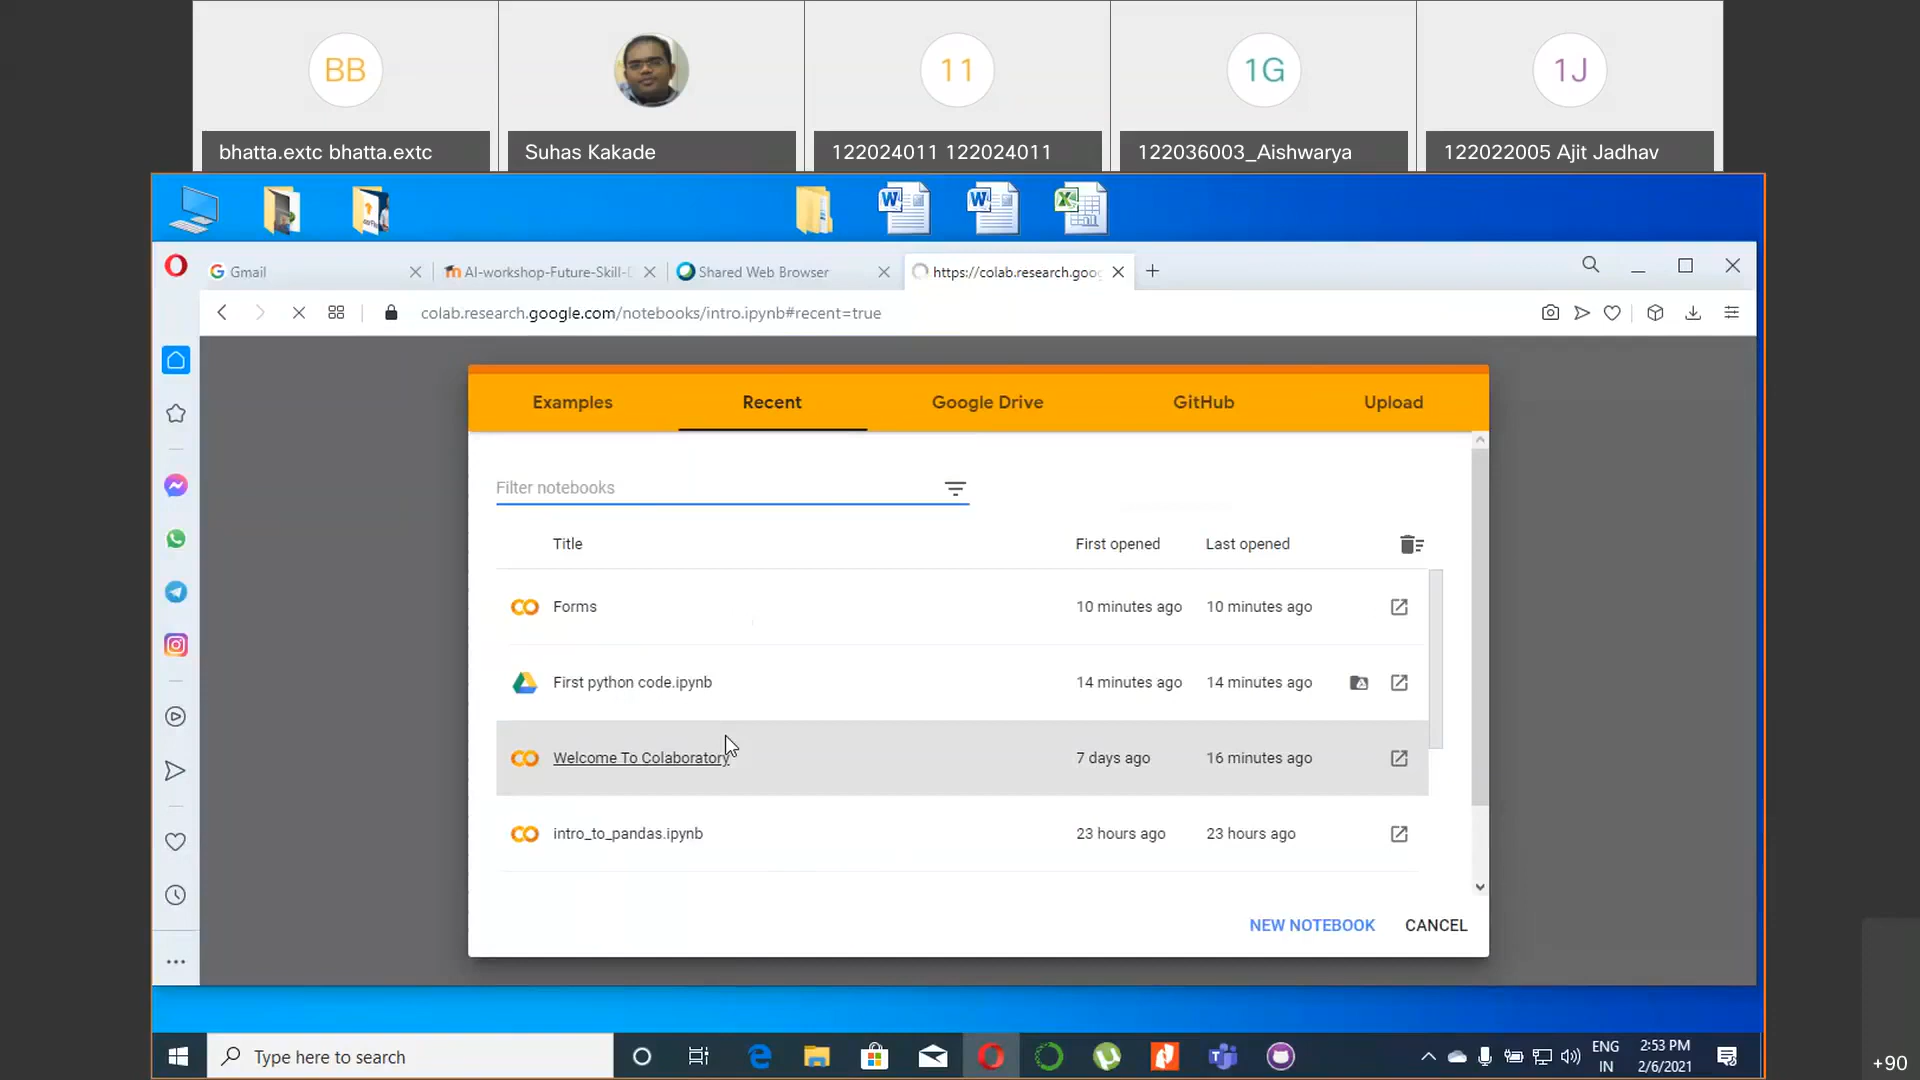 BB
11
1G
1J
bhatta.extc bhatta.extc
Suhas Kakade
122024011 122024011
122036003_Aishwarya
122022005 Ajit Jadhav
Gmail
AI-workshop-Future-Skill-
Shared Web Browser
https://colab.research.goog
colab.research.google.com/notebooks/intro.ipynb#recent=true
Examples
Recent
Google Drive
GitHub
Upload
Filter notebooks
Title
First opened
Last opened
Forms
10 minutes ago
10 minutes ago
First python code.ipynb
14 minutes ago
14 minutes ago
Welcome To Colaboratory
7 days ago
16 minutes ago
intro_to_pandas.ipynb
23 hours ago
23 hours ago
NEW NOTEBOOK
CANCEL
Type here to search
ENG
IN
2:53 PM
2/6/2021
+90